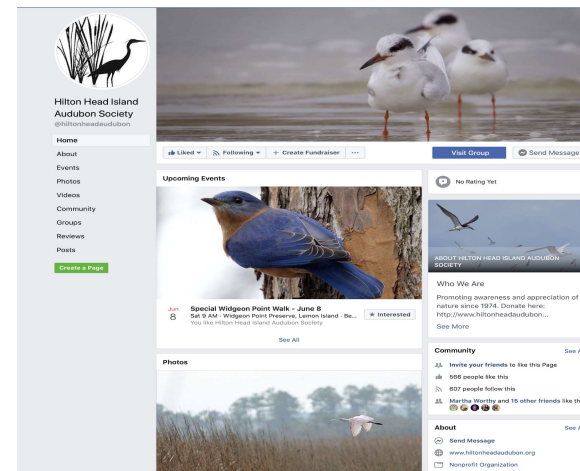 Hilton Head Island
Audubon Society
@hiltonheadaudubon
Home
About
Events
Photos
Videos
Community
Groups
Reviews
Posts
Create a Page
Liked
Following
+ Create Fundraiser
...
Visit Group
Send Message
Upcoming Events
Jun
8
Special Widgeon Point Walk - June 8
Sat 9 AM · Widgeon Point Preserve, Lemon Island · Be...
You like Hilton Head Island Audubon Society
★ Interested
See All
Photos
No Rating Yet
ABOUT HILTON HEAD ISLAND AUDUBON
SOCIETY
Who We Are
Promoting awareness and appreciation of
nature since 1974. Donate here:
http://www.hiltonheadaudubon...
See More
Community
See A
Invite your friends to like this Page
566 people like this
607 people follow this
Martha Worthy and 15 other friends like th
About
See A
Send Message
www.hiltonheadaudubon.org
Nonprofit Organization